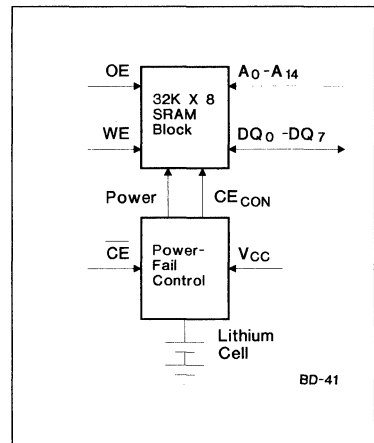 OE
A0-A14
32K X 8
SRAM
Block
WE
DQ0-DQ7
Power
CECON
CE
Power-
Fail
Control
VCC
Lithium
Cell
BD-41